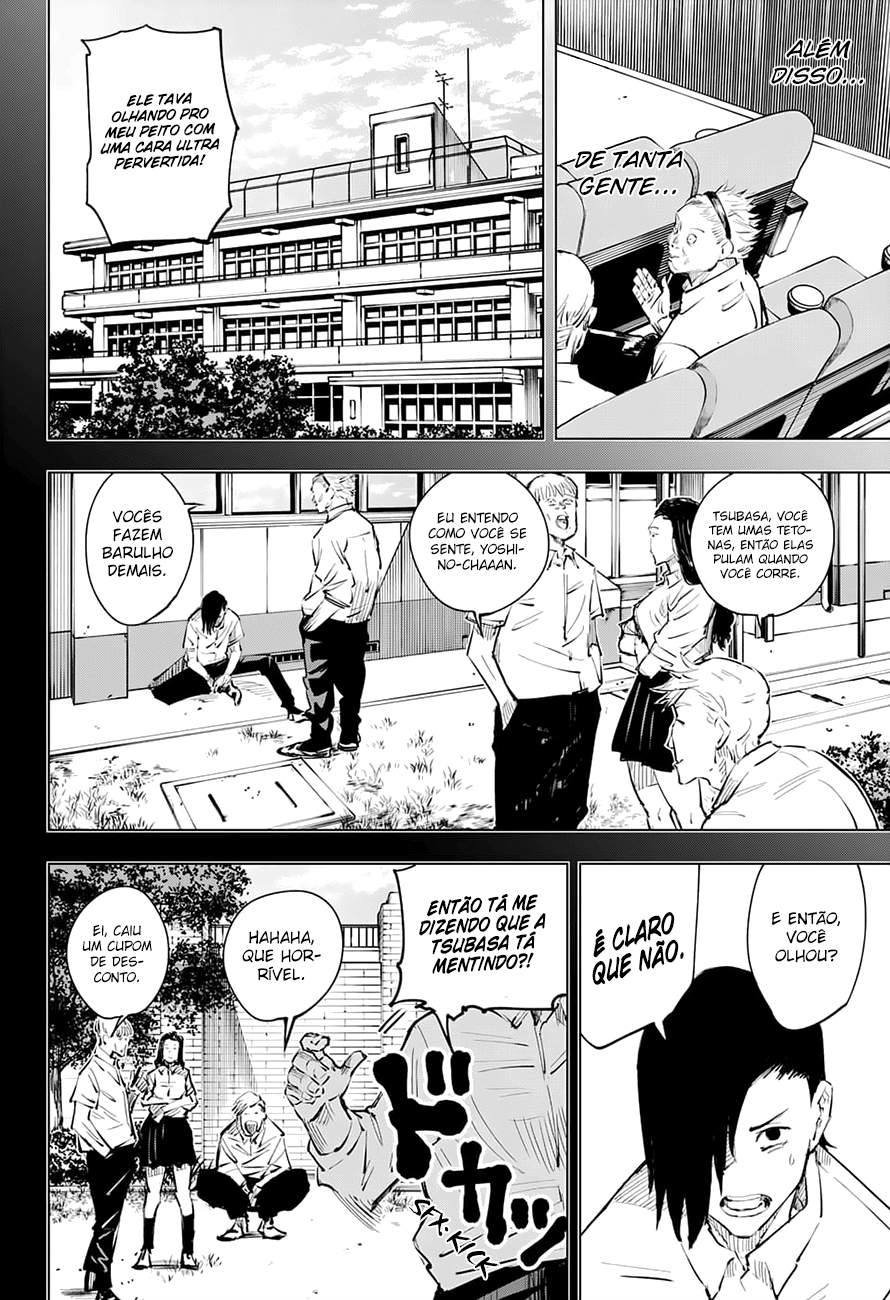 ALÉM
DISSO...
DE TANTA
GENTE...
ELE TAVA
OLHANDO PRO
MEU PEITO COM
UMA CARA ULTRA
PERVERTIDA!
TSUBASA, VOCÊ
TEM UMAS TETO-
NAS, ENTÃO ELAS
PULAM QUANDO
VOCÊ CORRE.
EU ENTENDO
COMO VOCÊ SE
SENTE, YOSHI-
NO-CHAAAN.
VOCÊS
FAZEM
BARULHO
DEMAIS.
E ENTÃO,
VOCÊ
OLHOU?
É CLARO
QUE NÃO.
ENTÃO TÁ ME
DIZENDO QUE A
TSUBASA TÁ
MENTINDO?!
ドカッ
SFX: KICK
HAHAHA,
QUE HOR-
RÍVEL.
EI, CAIU
UM CUPOM
DE DES-
CONTO.